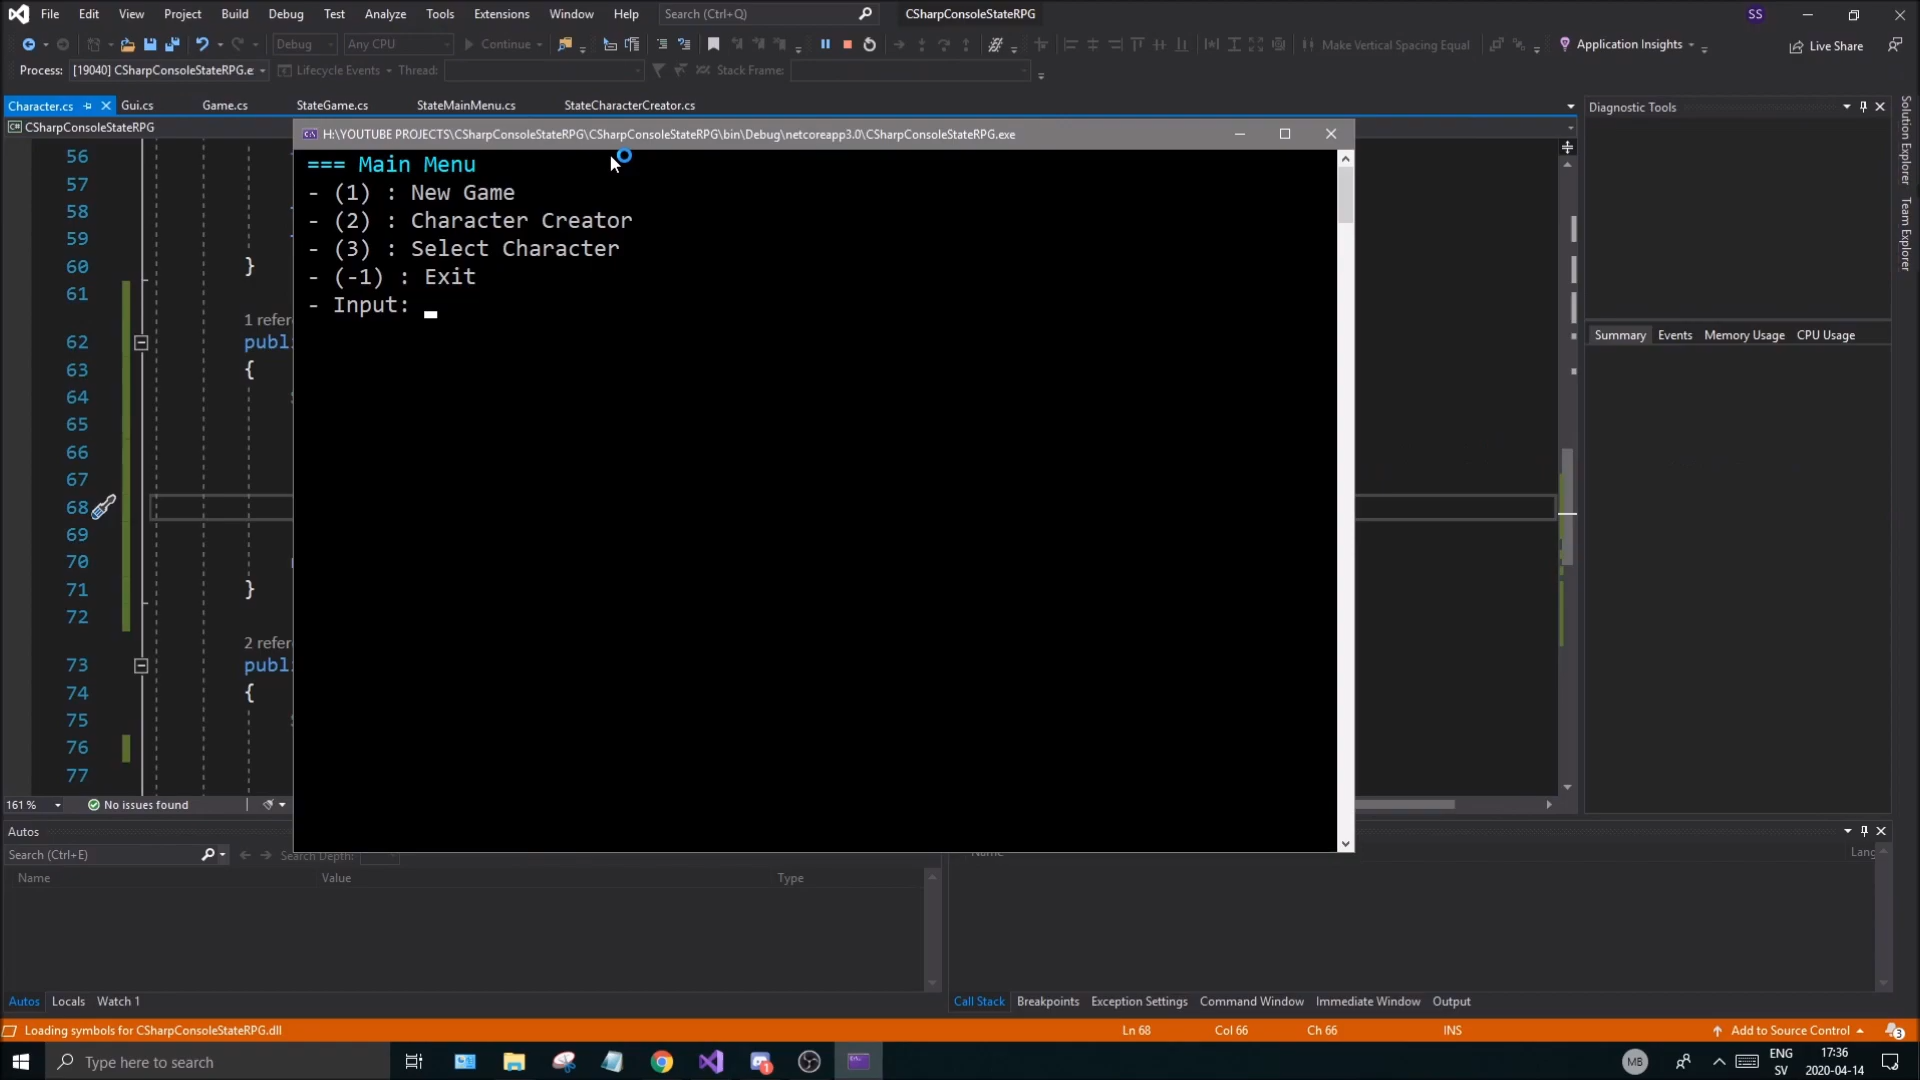 File Edit View Project Build Debug Test Analyze Tools Extensions Window Help Search (Ctrl+Q) CSharpConsoleStateRPG SS
Debug Any CPU Continue Make Vertical Spacing Equal Application Insights Live Share
Process: [19040] CSharpConsoleStateRPG.e Lifecycle Events Thread: Stack Frame:
Character.cs Gui.cs Game.cs StateGame.cs StateMainMenu.cs StateCharacterCreator.cs Diagnostic Tools
CSharpConsoleStateRPG
H:\YOUTUBE PROJECTS\CSharpConsoleStateRPG\CSharpConsoleStateRPG\bin\Debug\netcoreapp3.0\CSharpConsoleStateRPG.exe
=== Main Menu
- (1) : New Game
- (2) : Character Creator
- (3) : Select Character
- (-1) : Exit
- Input:
56
57
58
59
60 }
61
1 refer
62 publi
63 {
64
65
66
67
68
69
70
71 }
72
2 refer
73 publi
74 {
75
76
77
Summary Events Memory Usage CPU Usage
Solution Explorer
Team Explorer
161 % No issues found
Autos
Search (Ctrl+E) Search Depth:
Name Value Type
Name Lang
Autos Locals Watch 1
Call Stack Breakpoints Exception Settings Command Window Immediate Window Output
Loading symbols for CSharpConsoleStateRPG.dll Ln 68 Col 66 Ch 66 INS Add to Source Control 3
Type here to search
1
MB
ENG
SV
17:36
2020-04-14